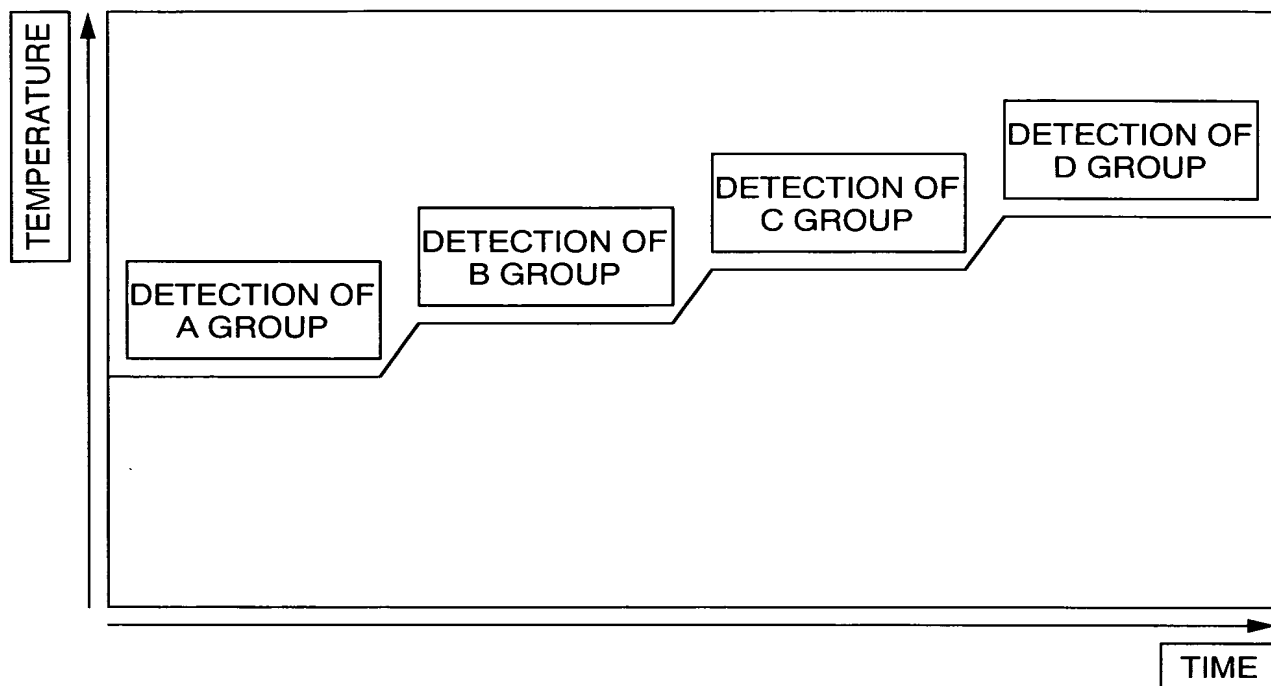 TEMPERATURE
DETECTION OF
A GROUP
DETECTION OF
B GROUP
DETECTION OF
C GROUP
DETECTION OF
D GROUP
TIME